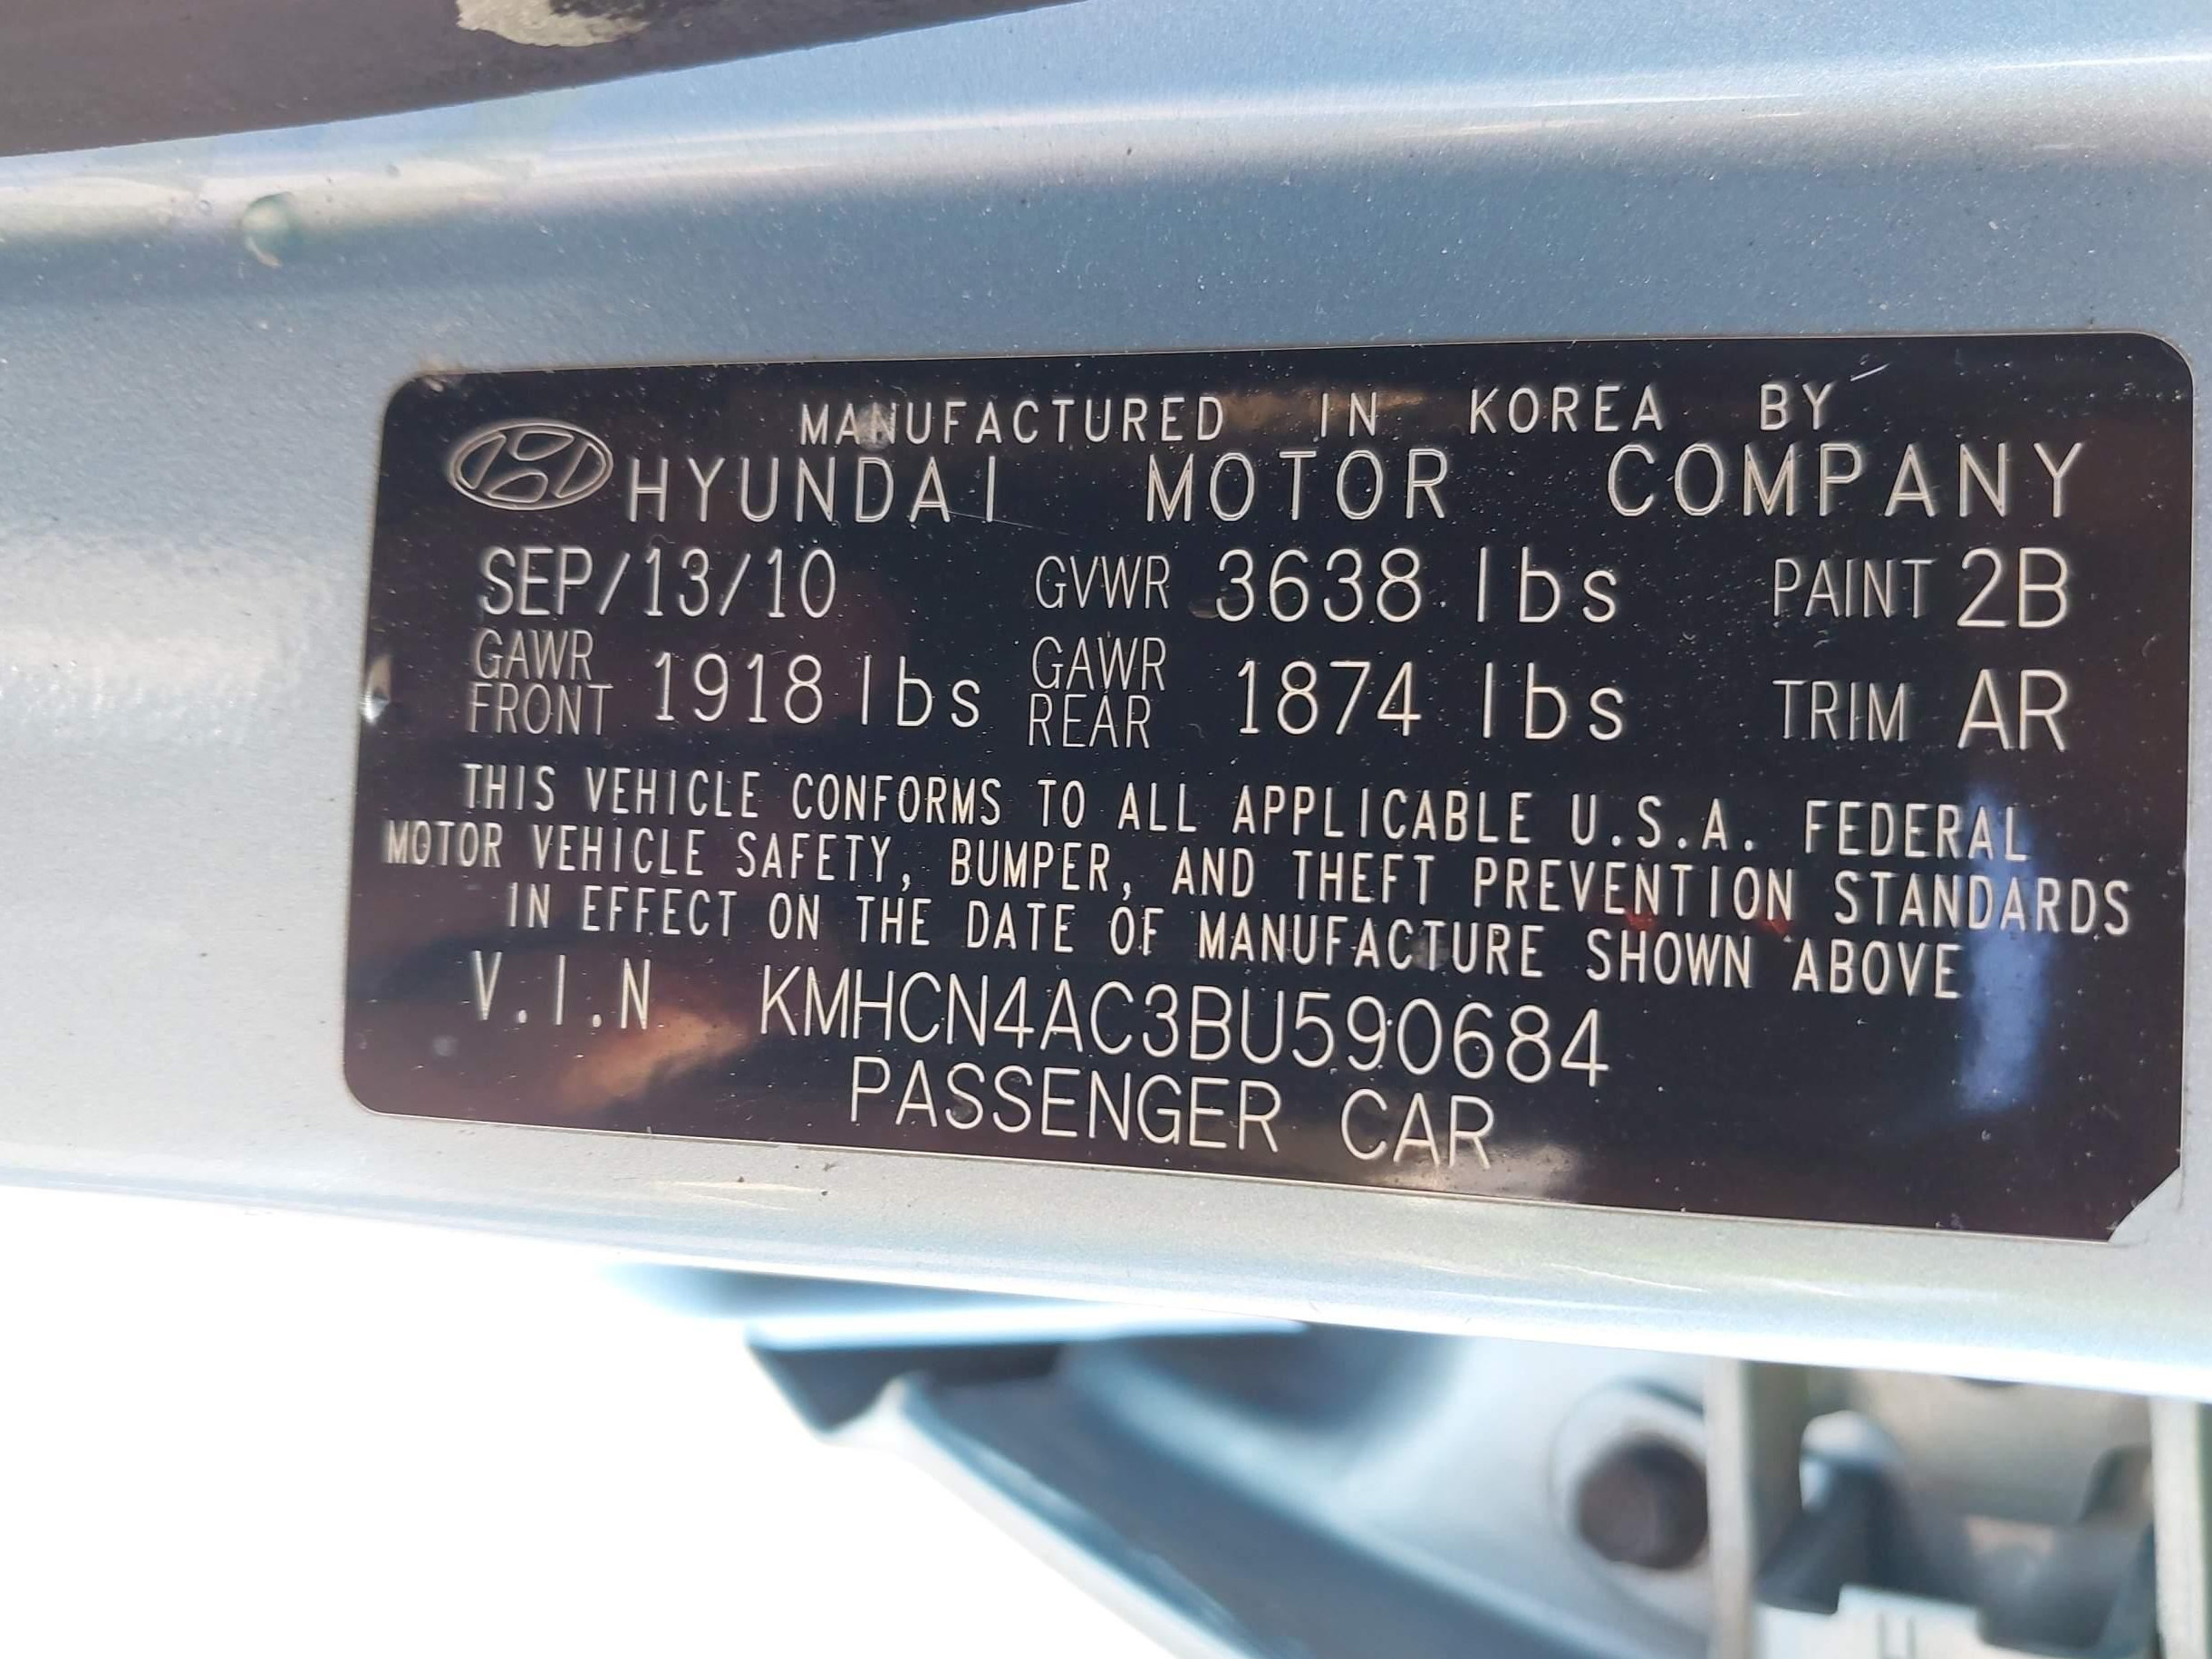 MANUFACTURED IN KOREA BY
HYUNDAI MOTOR COMPANY
SEP/13/10 GVWR 3638 lbs PAINT 2B
GAWR FRONT 1918 lbs GAWR REAR 1874 lbs TRIM AR
THIS VEHICLE CONFORMS TO ALL APPLICABLE U.S.A. FEDERAL
MOTOR VEHICLE SAFETY, BUMPER, AND THEFT PREVENTION STANDARDS
IN EFFECT ON THE DATE OF MANUFACTURE SHOWN ABOVE
V.I.N KMHCN4AC3BU590684
PASSENGER CAR